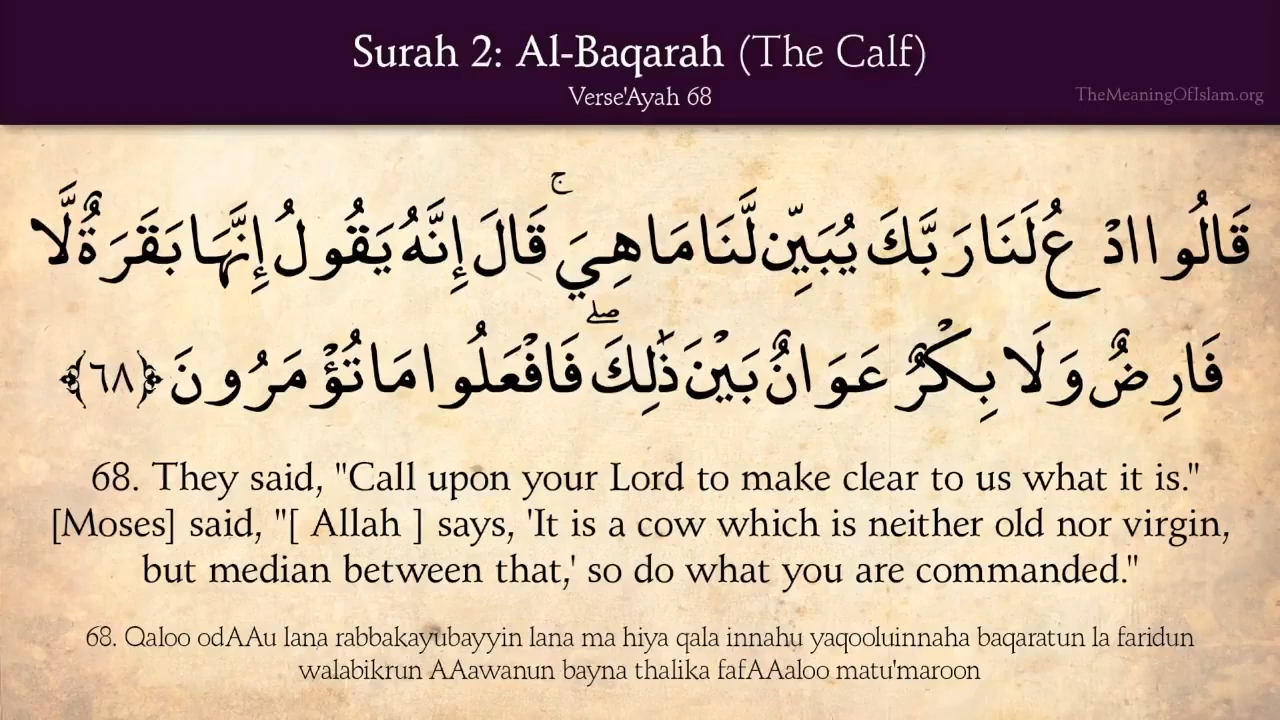 Surah 2: Al-Baqarah (The Calf)
Verse'Ayah 68
TheMeaningOfIslam.org
قَالُوا ادْعُ لَنَا رَبَّكَ يُبَيِّن لَّنَا مَا هِيَ ۚ قَالَ إِنَّهُ يَقُولُ إِنَّهَا بَقَرَةٌ لَّا
فَارِضٌ وَلَا بِكْرٌ عَوَانٌ بَيْنَ ذَٰلِكَ ۖ فَافْعَلُوا مَا تُؤْمَرُونَ ﴿٦٨﴾
68. They said, "Call upon your Lord to make clear to us what it is."
[Moses] said, "[ Allah ] says, 'It is a cow which is neither old nor virgin,
but median between that,' so do what you are commanded."
68. Qaloo odAAu lana rabbakayubayyin lana ma hiya qala innahu yaqooluinnaha baqaratun la faridun
walabikrun AAawanun bayna thalika fafAAaloo matu'maroon